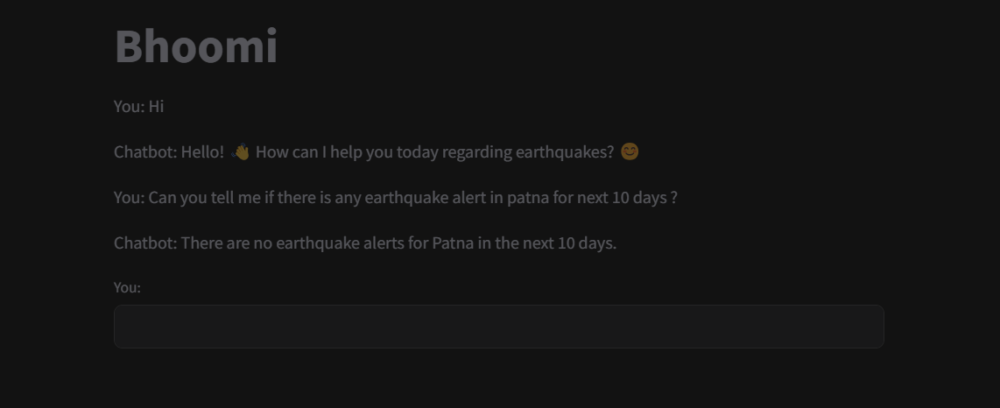 Bhoomi
You: Hi
Chatbot: Hello! 👋 How can I help you today regarding earthquakes? 😊
You: Can you tell me if there is any earthquake alert in patna for next 10 days ?
Chatbot: There are no earthquake alerts for Patna in the next 10 days.
You: